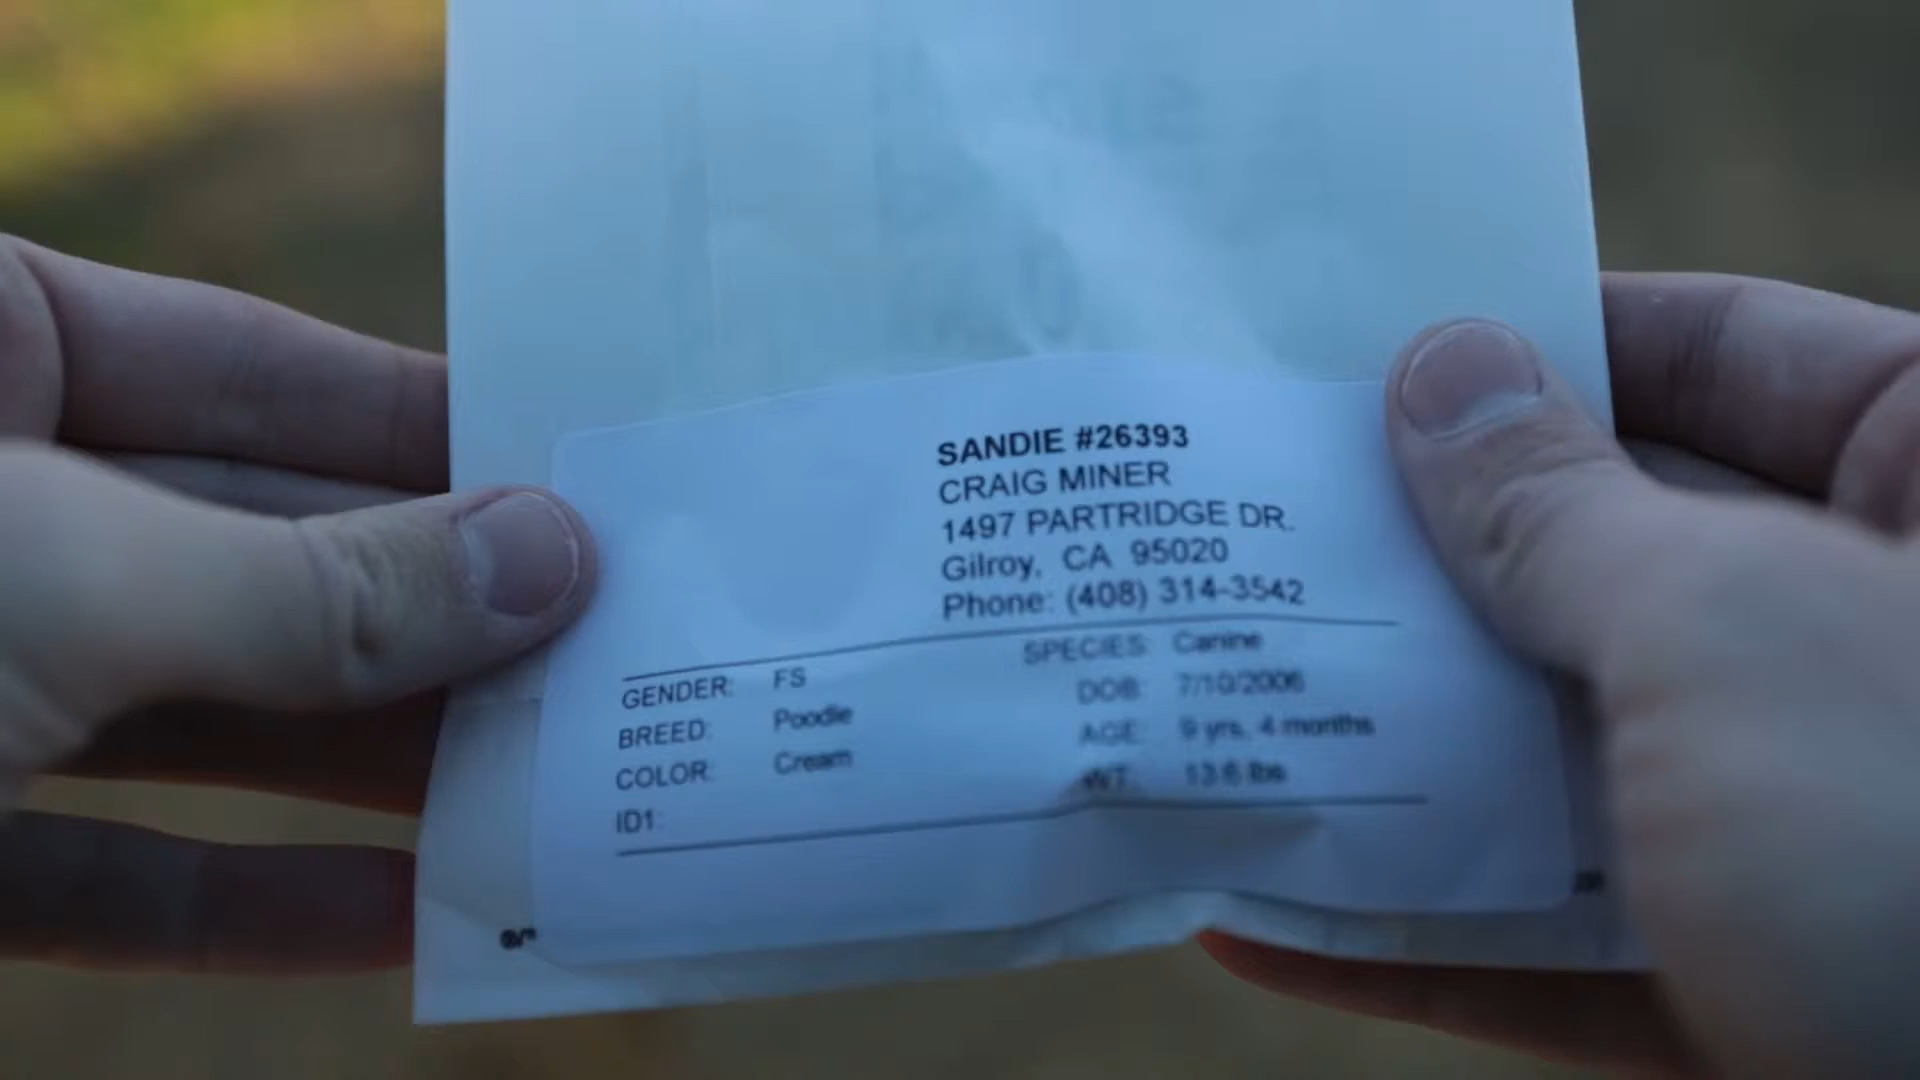 SANDIE #26393
CRAIG MINER
1497 PARTRIDGE DR.
Gilroy, CA 95020
Phone: (408) 314-3542
GENDER: FS SPECIES: Canine
BREED: Poodle DOB: 7/10/2006
COLOR: Cream AGE: 9 yrs. 4 months
ID1: WT: 13.6 lbs